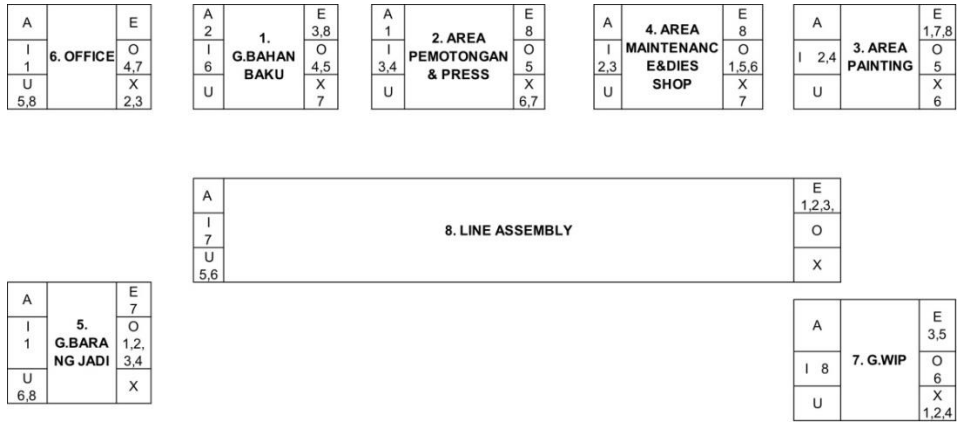 A
I
1
U
5,8
6. OFFICE
E
O
4,7
X
2,3
A
2
I
6
U
1.
G.BAHAN
BAKU
E
3,8
O
4,5
X
7
A
1
I
3,4
U
2. AREA
PEMOTONGAN
& PRESS
E
8
O
5
X
6,7
A
I
2,3
U
4. AREA
MAINTENANC
E&DIES
SHOP
E
8
O
1,5,6
X
7
A
I 2,4
U
3. AREA
PAINTING
E
1,7,8
O
5
X
6
A
I
7
U
5,6
8. LINE ASSEMBLY
E
1,2,3,
O
X
A
I
1
U
6,8
5.
G.BARA
NG JADI
E
7
O
1,2,
3,4
X
A
I 8
U
7. G.WIP
E
3,5
O
6
X
1,2,4